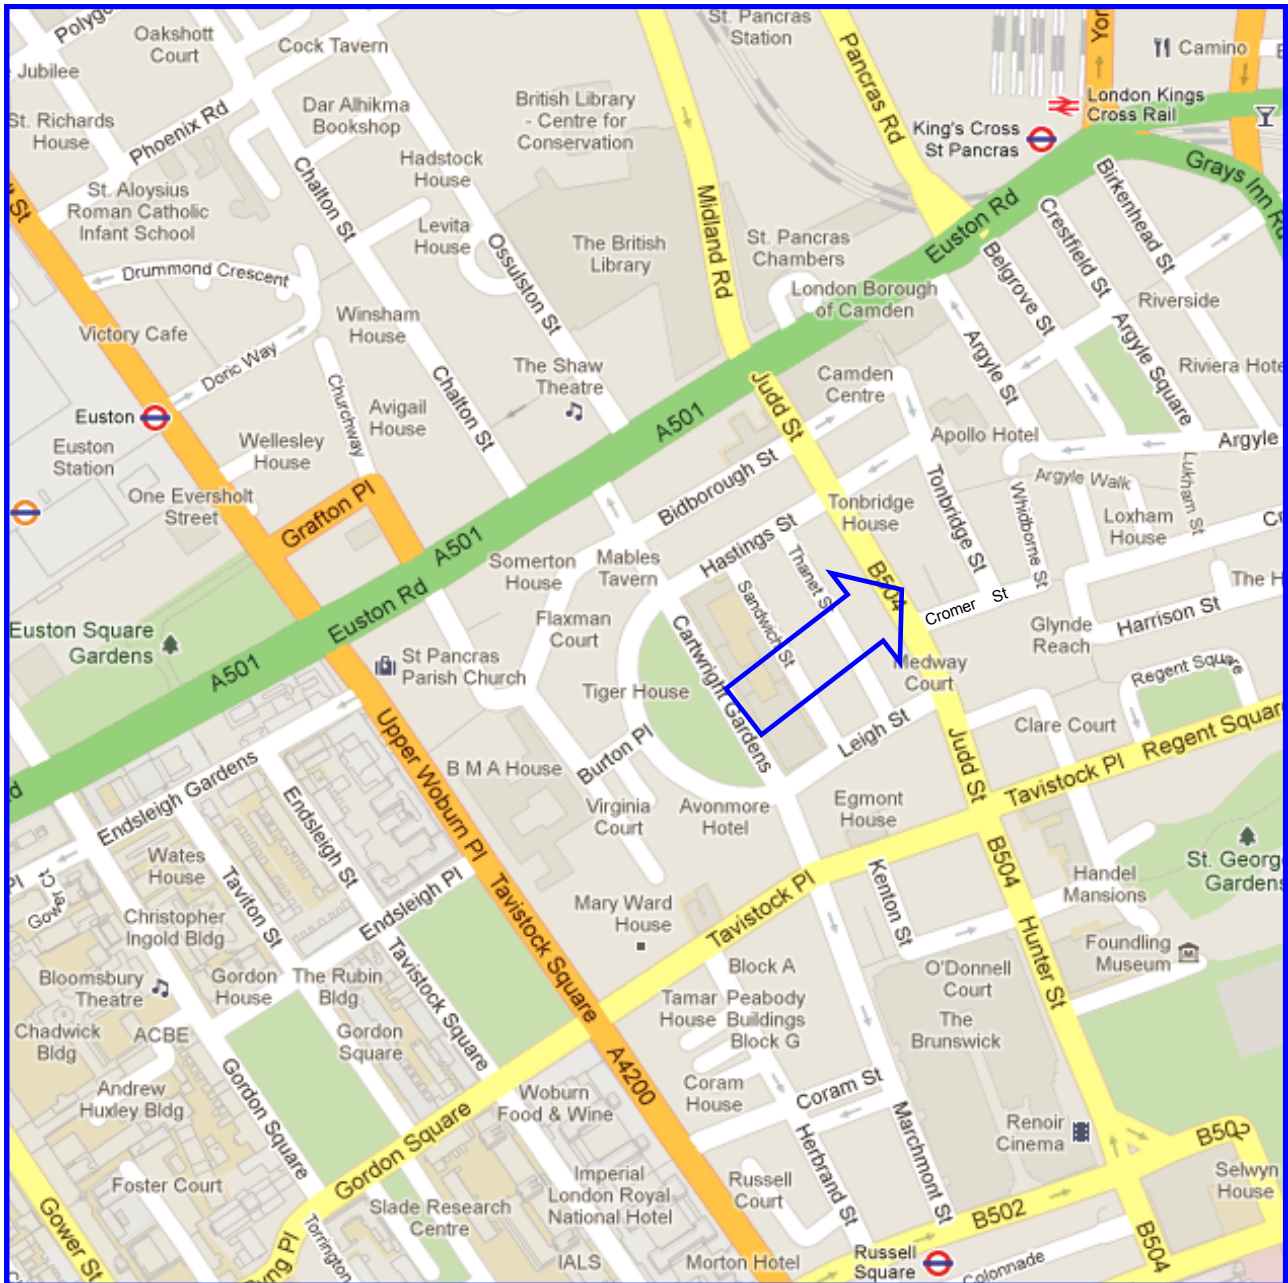 Polygo
Oakshott
Court
Cock Tavern
St. Pancras
Station
Yor
Camino
Jubilee
Pancras Rd
St. Richards
House
Phoenix Rd
Dar Alhikma
Bookshop
British Library
- Centre for
Conservation
London Kings
Cross Rail
King's Cross
St Pancras
Hadstock
House
Chalton St
St. Aloysius
Roman Catholic
Infant School
St
Levita
House
Ossulston St
The British
Library
Midland Rd
St. Pancras
Chambers
Euston Rd
Grays Inn Rd
Birkenhead St
Crestfield St
Belgrove St
Drummond Crescent
London Borough
of Camden
Riverside
Victory Cafe
Winsham
House
Doric Way
Churchway
Chalton St
The Shaw
Theatre
Camden
Centre
Argyle St
Argyle Square
Riviera Hote
Euston
Euston
Station
Avigail
House
A501
Judd St
Apollo Hotel
Argyle
Wellesley
House
One Eversholt
Street
Grafton Pl
Bidborough St
Tonbridge
House
Tonbridge St
Argyle Walk
Whidborne St
Lukham St
Loxham
House
A501
Somerton
House
Mables
Tavern
Hastings St
Thanet S
Sandwich St
B504
Cromer St
The H
Harrison St
Euston Rd
Flaxman
Court
Cartwright Gardens
Glynde
Reach
Euston Square
Gardens
A501
St Pancras
Parish Church
Tiger House
Medway
Court
Regent Square
Upper Woburn Pl
Burton Pl
Leigh St
Judd St
Clare Court
Regent Squar
Tavistock Pl
Endsleigh Gardens
B M A House
Virginia
Court
Avonmore
Hotel
Egmont
House
Endsleigh St
Wates
House
Taviton St
Endsleigh Pl
Tavistock Square
Tavistock Pl
Kenton St
B504
Hunter St
Handel
Mansions
St. Georg
Gardens
Pl
Gower Ct
Christopher
Ingold Bldg
Mary Ward
House
Foundling
Museum
Bloomsbury
Theatre
Gordon
House
The Rubin
Bldg
Tavistock Square
Block A
O'Donnell
Court
Chadwick
Bldg
ACBE
Gordon
Square
Tamar
House
Peabody
Buildings
Block G
The
Brunswick
A4200
Andrew
Huxley Bldg
Gordon Square
Woburn
Food & Wine
Coram
House
Coram St
Herbrand St
Marchmont St
Renoir
Cinema
B502
Foster Court
Gordon Square
Slade Research
Centre
Imperial
London Royal
National Hotel
Russell
Court
Selwyn
House
Gower St
Torrington
Byng Pl
IALS
Morton Hotel
Russell
Square
B502
Colonnade
B504